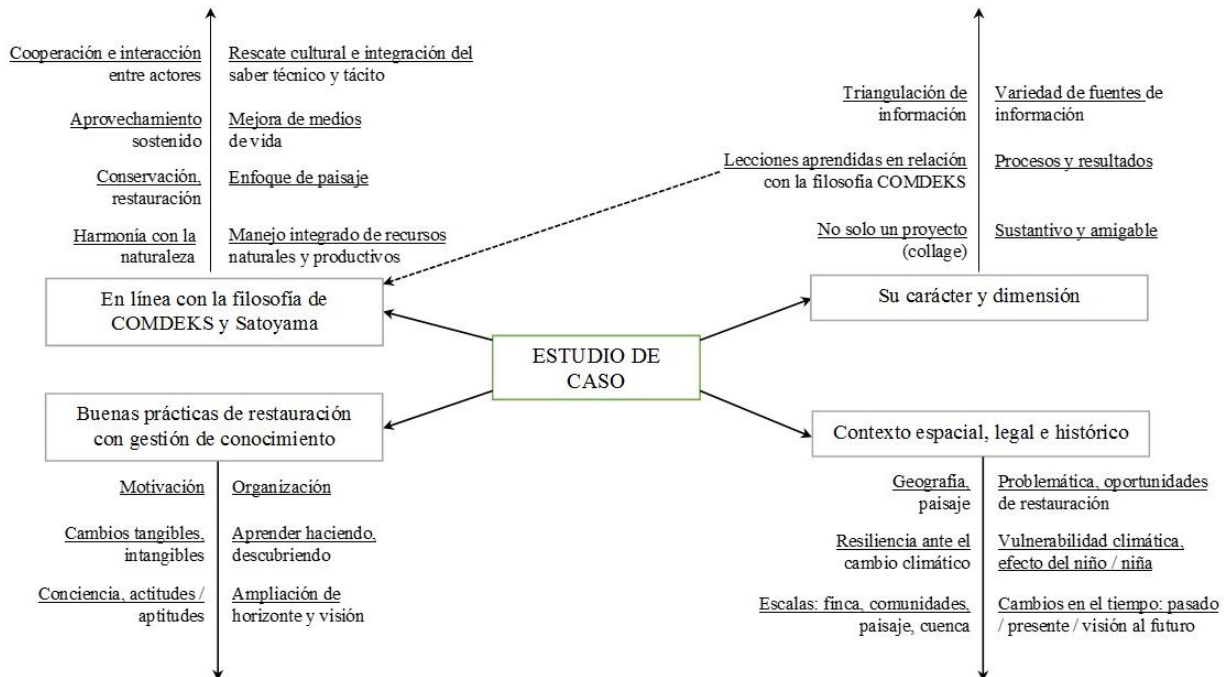 Cooperación e interacción
entre actores
Rescate cultural e integración del
saber técnico y tácito
Aprovechamiento
sostenido
Mejora de medios
de vida
Conservación,
restauración
Enfoque de paisaje
Harmonía con la
naturaleza
Manejo integrado de recursos
naturales y productivos
En línea con la filosofía de
COMDEKS y Satoyama
Triangulación de
información
Variedad de fuentes de
información
Lecciones aprendidas en relación
con la filosofía COMDEKS
Procesos y resultados
No solo un proyecto
(collage)
Sustantivo y amigable
Su carácter y dimensión
ESTUDIO DE
CASO
Buenas prácticas de restauración
con gestión de conocimiento
Motivación
Organización
Cambios tangibles,
intangibles
Aprender haciendo,
descubriendo
Conciencia, actitudes /
aptitudes
Ampliación de
horizonte y visión
Contexto espacial, legal e histórico
Geografía,
paisaje
Problemática, oportunidades
de restauración
Resiliencia ante el
cambio climático
Vulnerabilidad climática,
efecto del niño / niña
Escalas: finca, comunidades,
paisaje, cuenca
Cambios en el tiempo: pasado
/ presente / visión al futuro